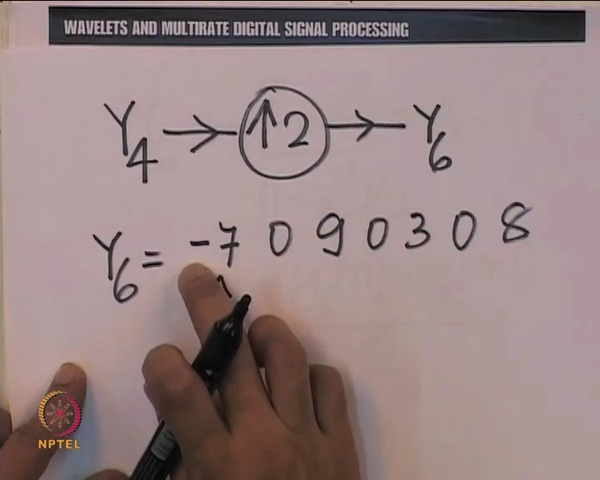 WAVELETS AND MULTIRATE DIGITAL SIGNAL PROCESSING
Y4 → ↑2 → Y6
Y6 = -7 0 9 0 3 0 8
NPTEL